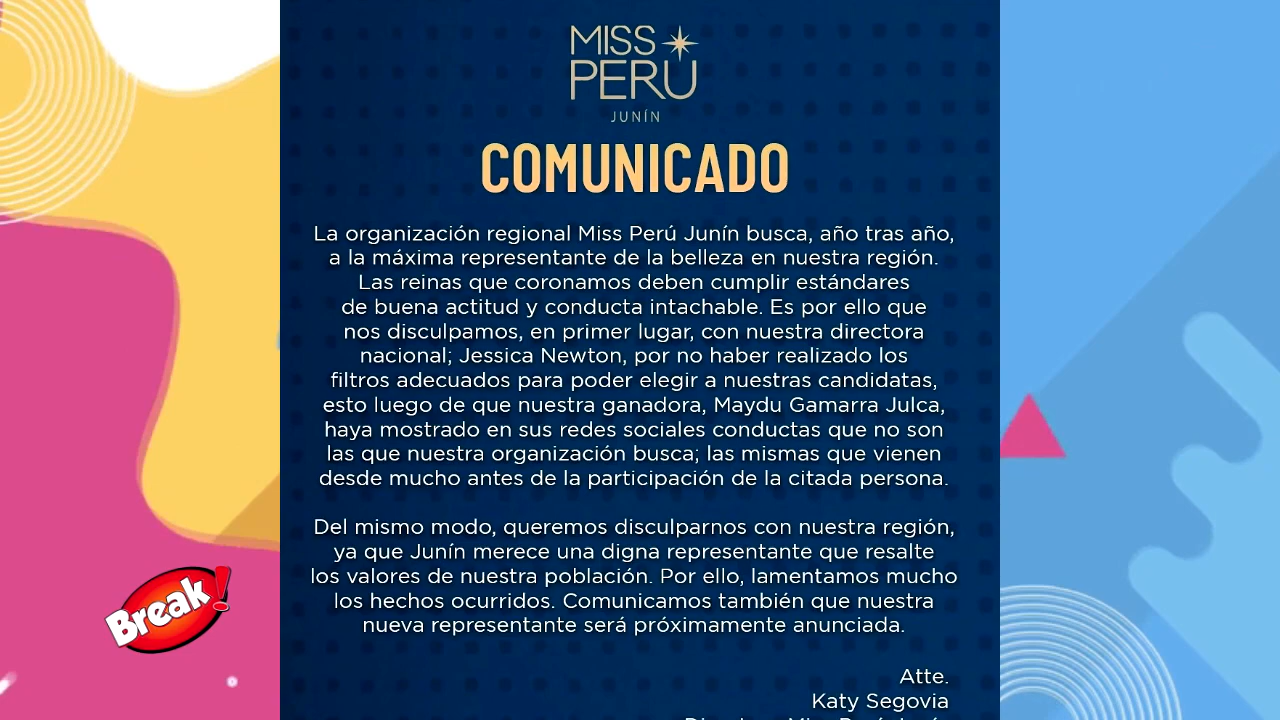 MISS
PERÚ
JUNÍN
COMUNICADO
La organización regional Miss Perú Junín busca, año tras año,
a la máxima representante de la belleza en nuestra región.
Las reinas que coronamos deben cumplir estándares
de buena actitud y conducta intachable. Es por ello que
nos disculpamos, en primer lugar, con nuestra directora
nacional; Jessica Newton, por no haber realizado los
filtros adecuados para poder elegir a nuestras candidatas,
esto luego de que nuestra ganadora, Maydu Gamarra Julca,
haya mostrado en sus redes sociales conductas que no son
las que nuestra organización busca; las mismas que vienen
desde mucho antes de la participación de la citada persona.
Del mismo modo, queremos disculparnos con nuestra región,
ya que Junín merece una digna representante que resalte
los valores de nuestra población. Por ello, lamentamos mucho
los hechos ocurridos. Comunicamos también que nuestra
nueva representante será próximamente anunciada.
Break!
Atte.
Katy Segovia